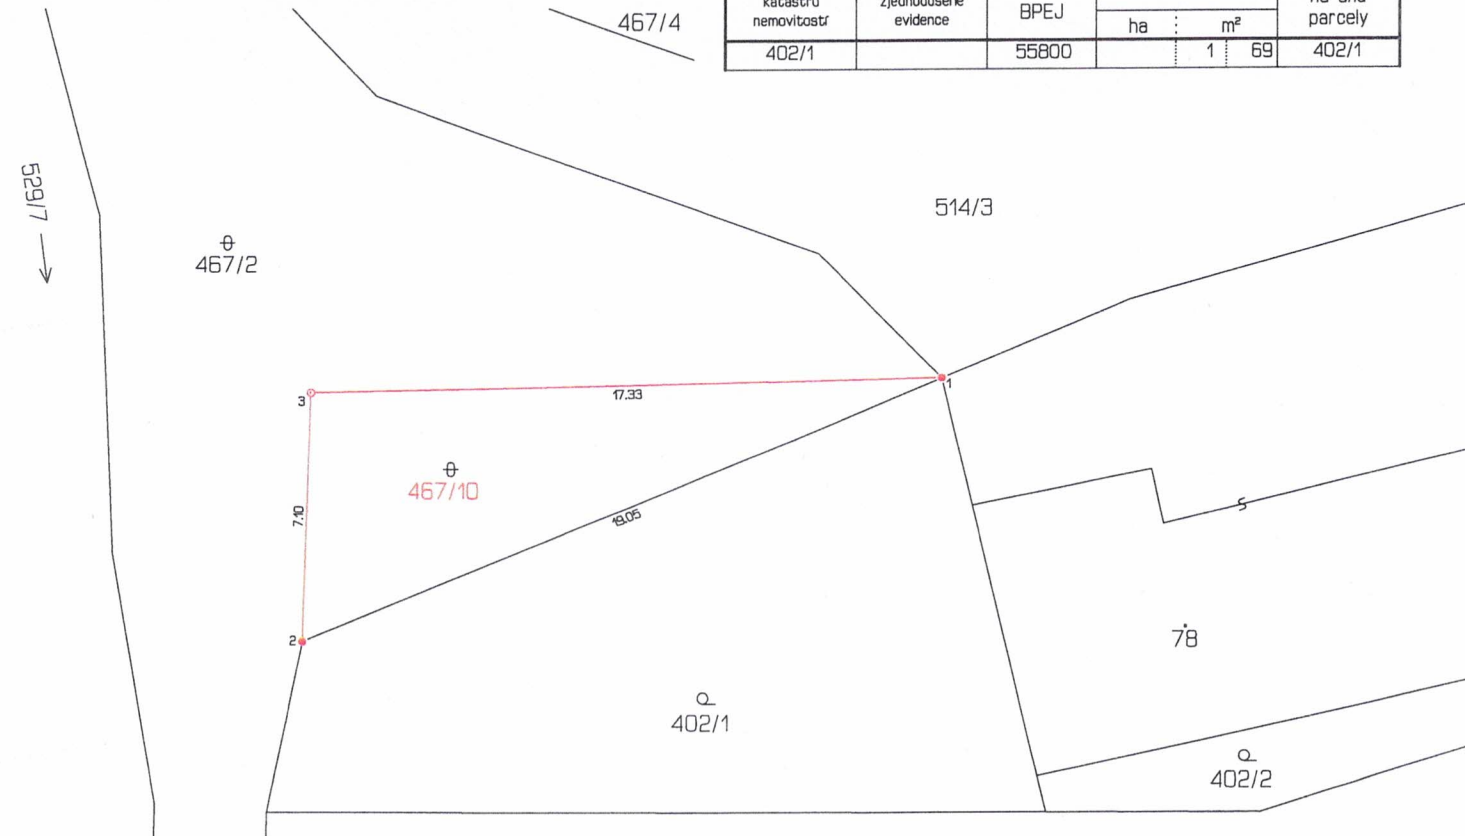 katastru
nemovitostí
zjednodušené
evidence
BPEJ
ha
m²
parcely
402/1
55800
1
69
402/1
467/4
529/7
467/2
514/3
3
17.33
1
467/10
7.10
19.05
2
78
402/1
402/2